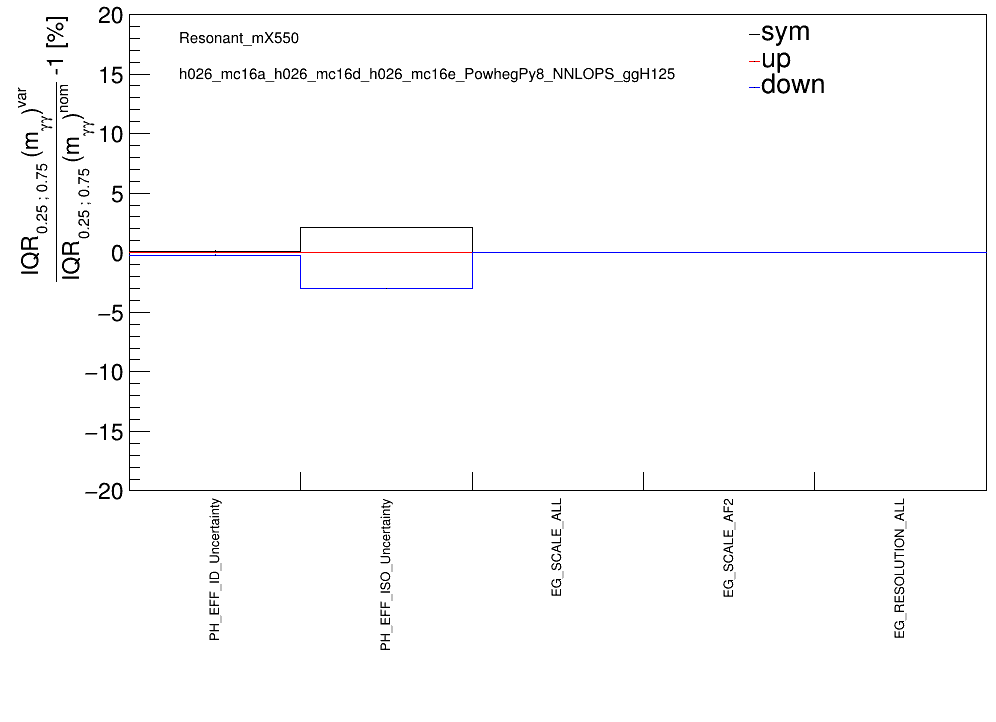 IQR0.25 ; 0.75 (mγγ)var
IQR0.25 ; 0.75 (mγγ)nom -1 [%]
20
15
10
5
0
−5
−10
−15
−20
Resonant_mX550
h026_mc16a_h026_mc16d_h026_mc16e_PowhegPy8_NNLOPS_ggH125
sym
up
down
PH_EFF_ID_Uncertainty
PH_EFF_ISO_Uncertainty
EG_SCALE_ALL
EG_SCALE_AF2
EG_RESOLUTION_ALL